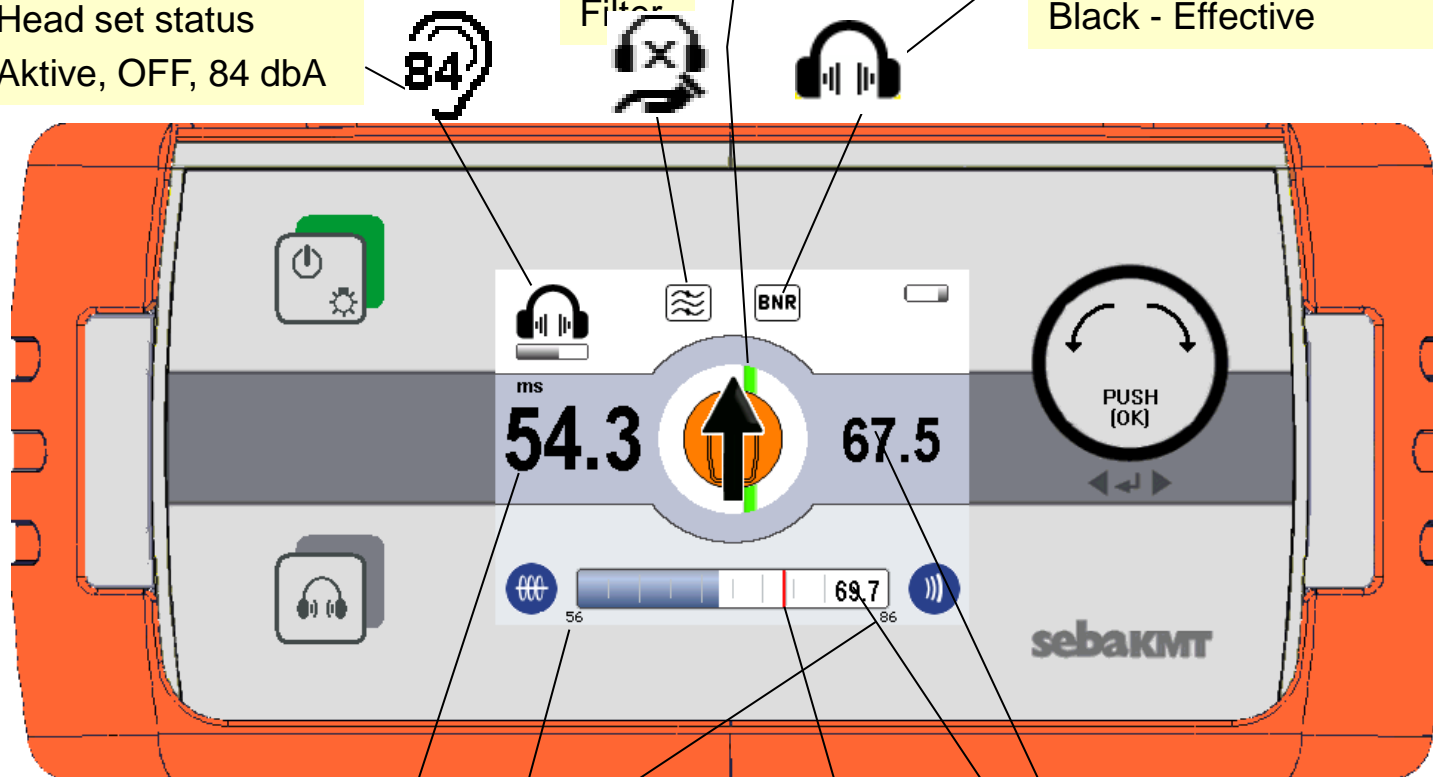 Head set status
Aktive, OFF, 84 dbA
84
Filter
Black - Effective
BNR
ms
54.3
67.5
PUSH
(OK)
69.7
56
86
sebaKMT